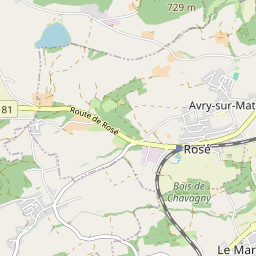 729 m
Avry-sur-Mat
81
Route de Rosé
Rosé
Bois de
Chavagny
Le Mar